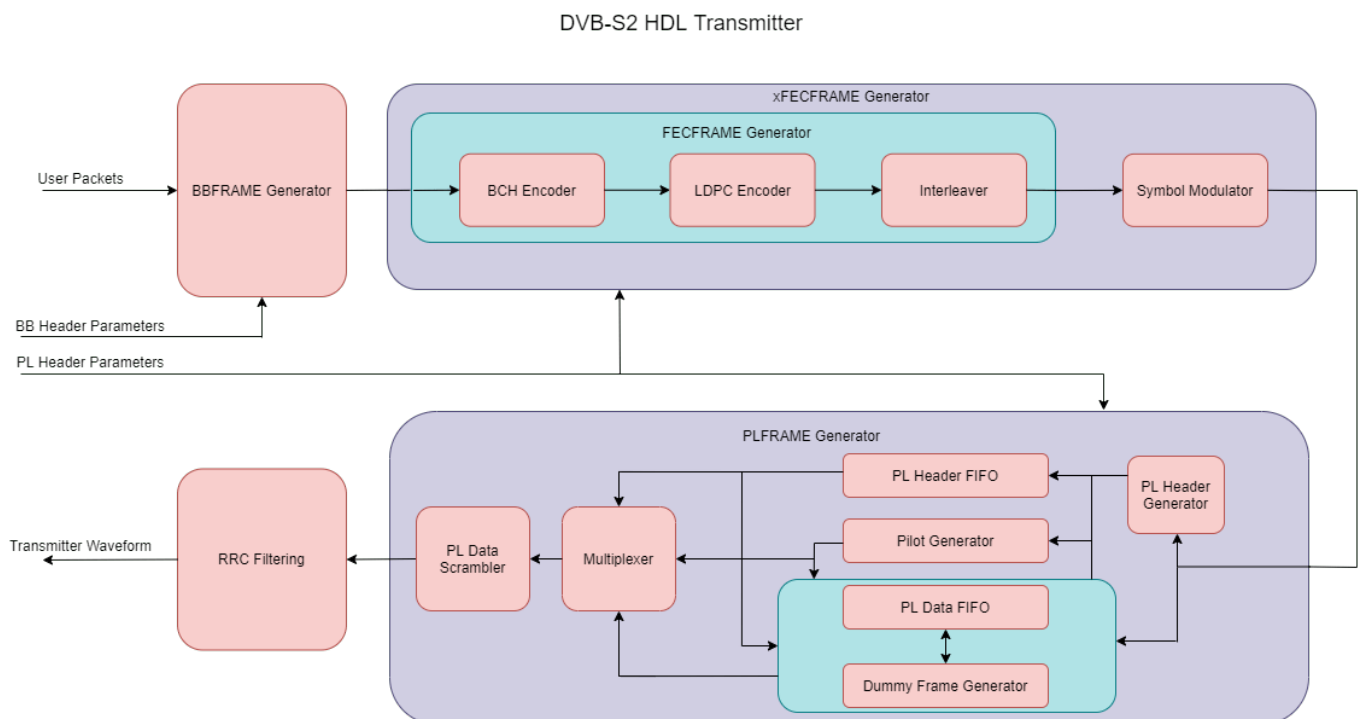 DVB-S2 HDL Transmitter
xFECFRAME Generator
FECFRAME Generator
User Packets
BBFRAME Generator
BCH Encoder
LDPC Encoder
Interleaver
Symbol Modulator
BB Header Parameters
PL Header Parameters
PLFRAME Generator
PL Header FIFO
PL Header
Generator
Transmitter Waveform
RRC Filtering
PL Data
Scrambler
Multiplexer
Pilot Generator
PL Data FIFO
Dummy Frame Generator